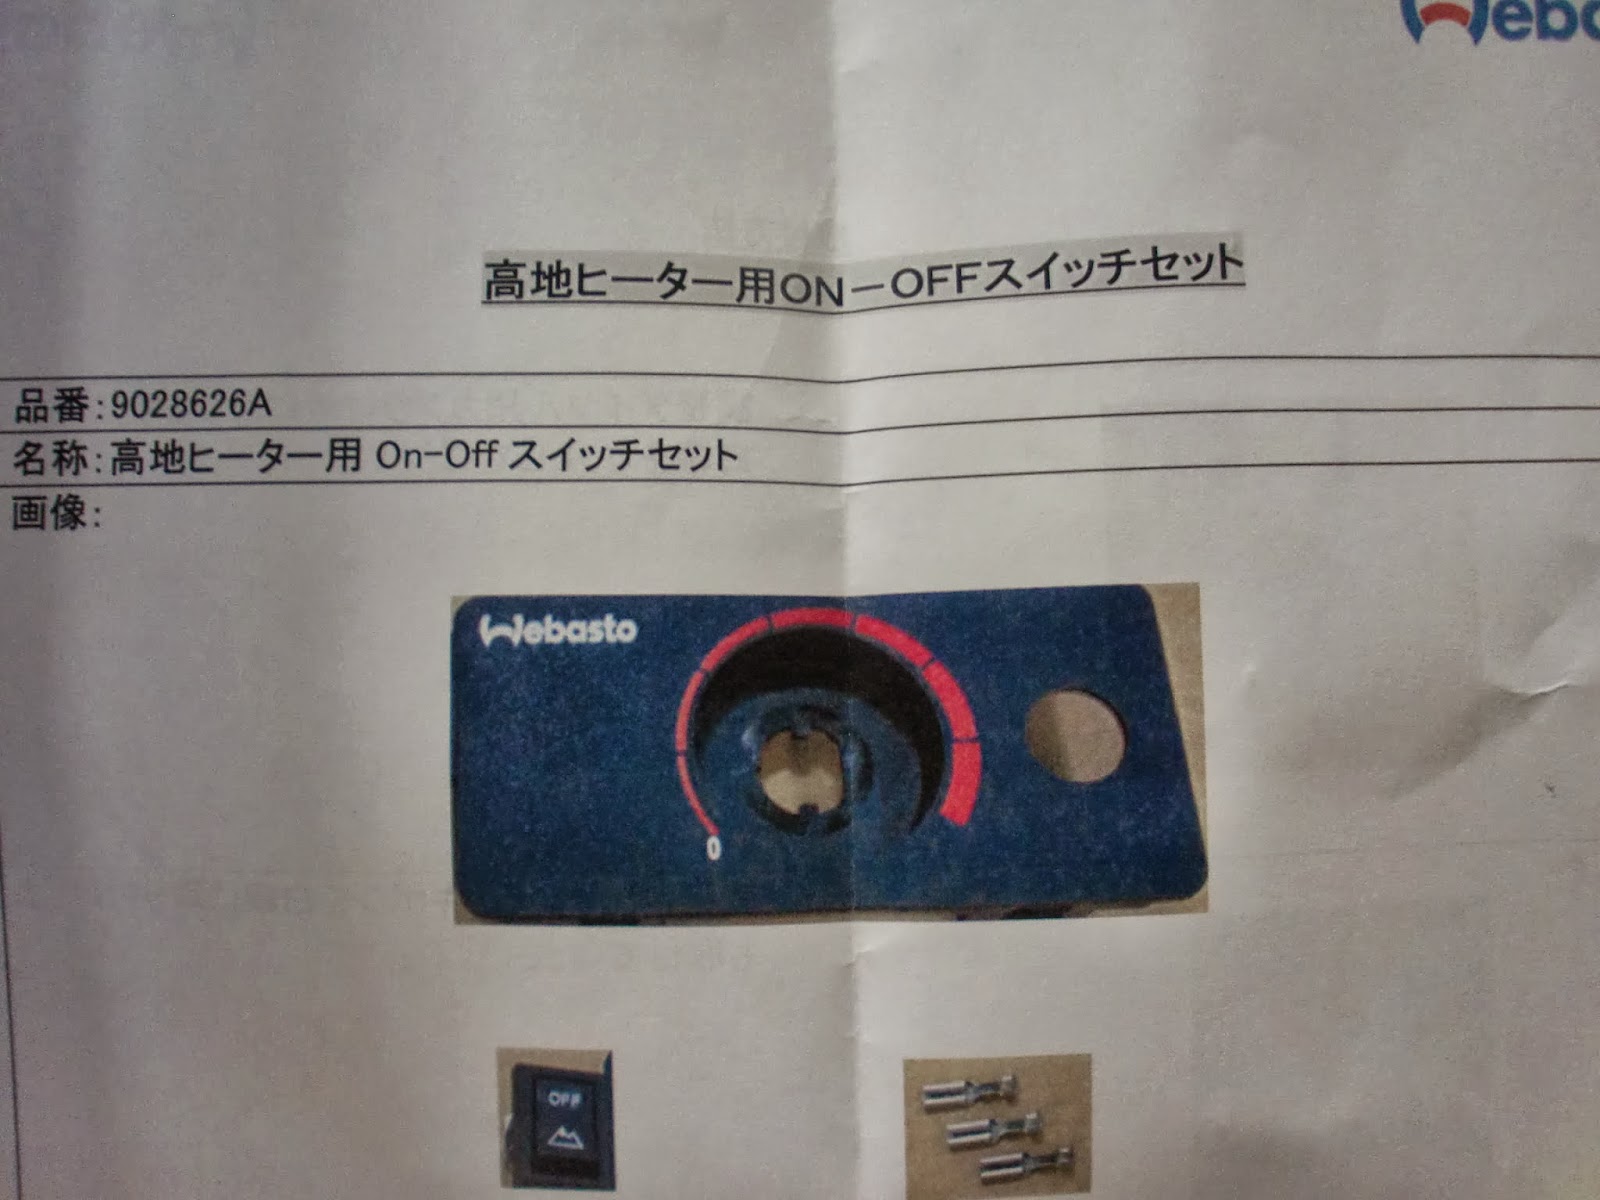 Webasto
高地ヒーター用ON－OFFスイッチセット
品番：9028626A
名称：高地ヒーター用 On-Off スイッチセット
画像：
Webasto
0
OFF